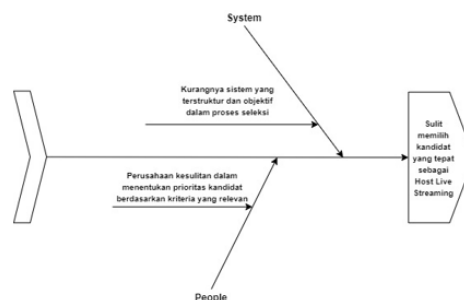 System
Kurangnya sistem yang
terstruktur dan objektif
dalam proses seleksi
Sulit
memilih
kandidat
yang tepat
sebagai
Host Live
Streaming
Perusahaan kesulitan dalam
menentukan prioritas kandidat
berdasarkan kriteria yang relevan
People